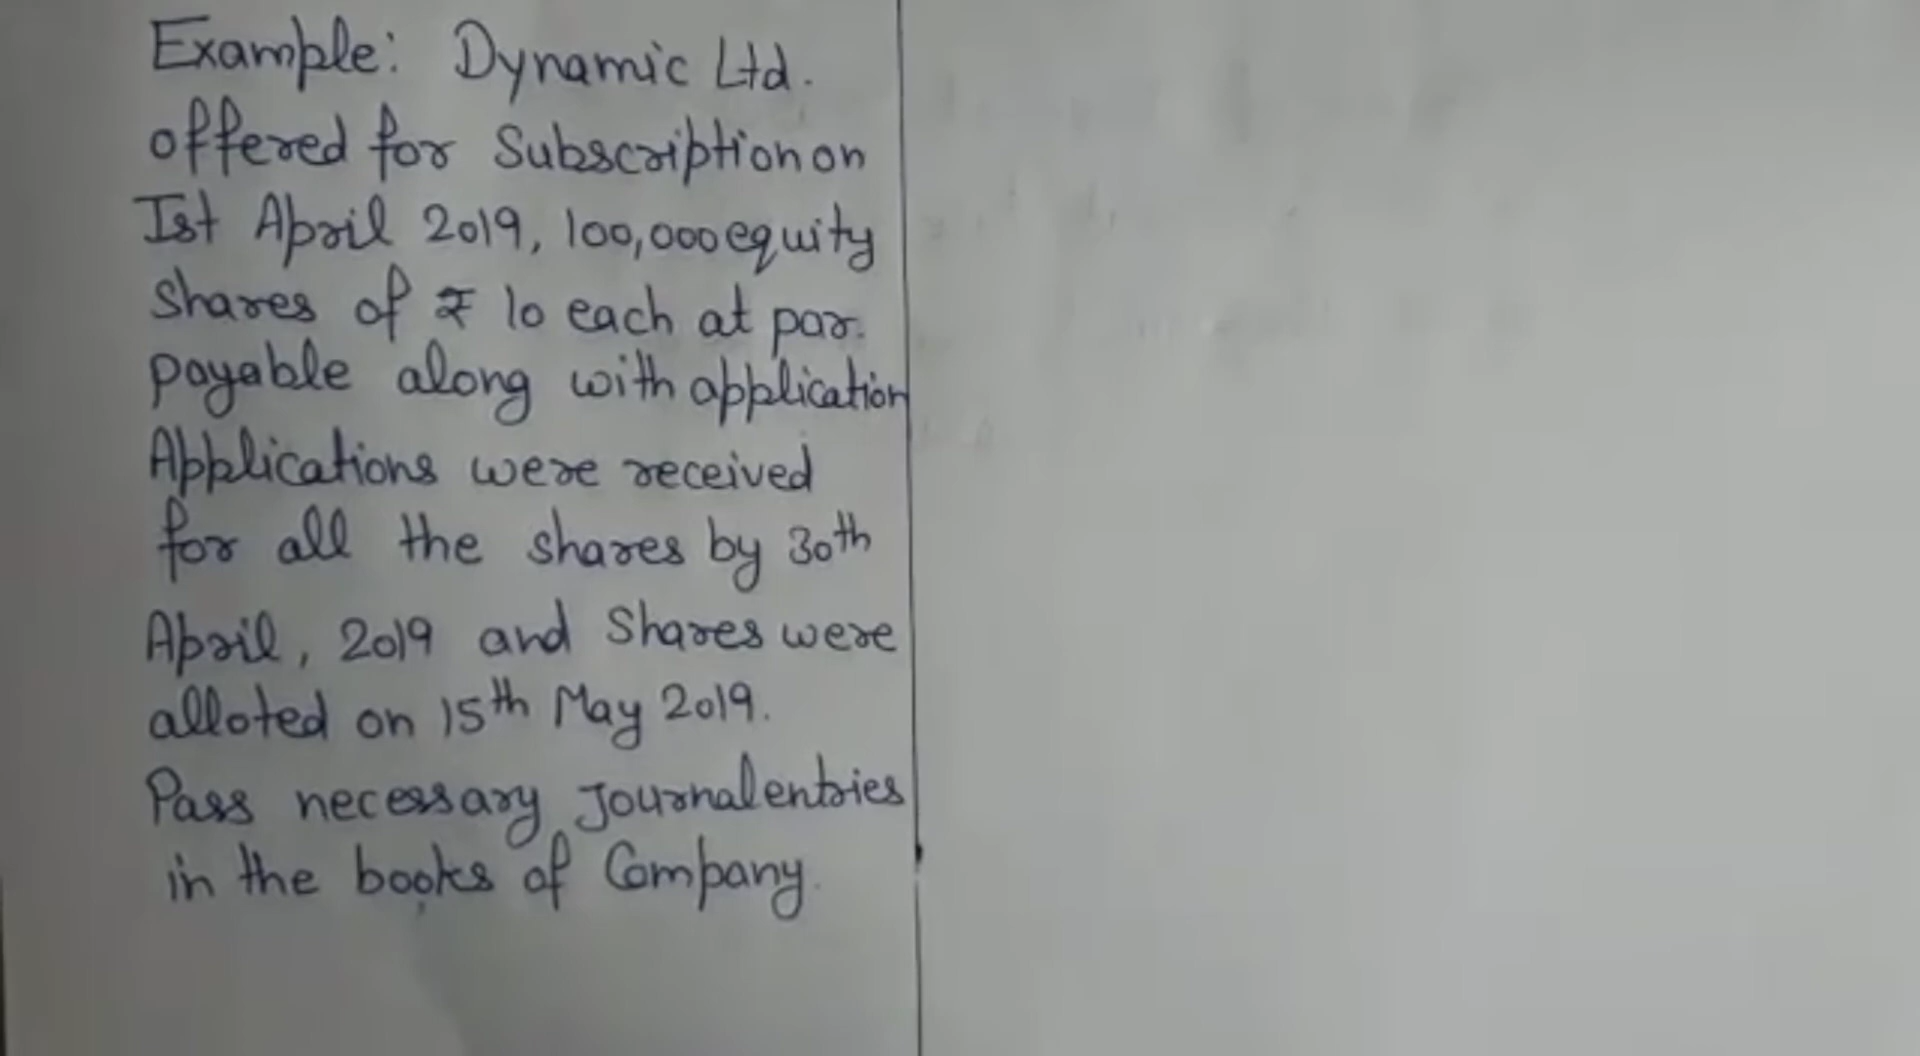 Example: Dynamic Ltd.
offered for Subscription on
Ist April 2019, 100,000 equity
Shares of ₹ 10 each at par.
payable along with application
Applications were received
for all the shares by 30th
April, 2019 and Shares were
alloted on 15th May 2019.
Pass necessary Journal entries
in the books of Company.